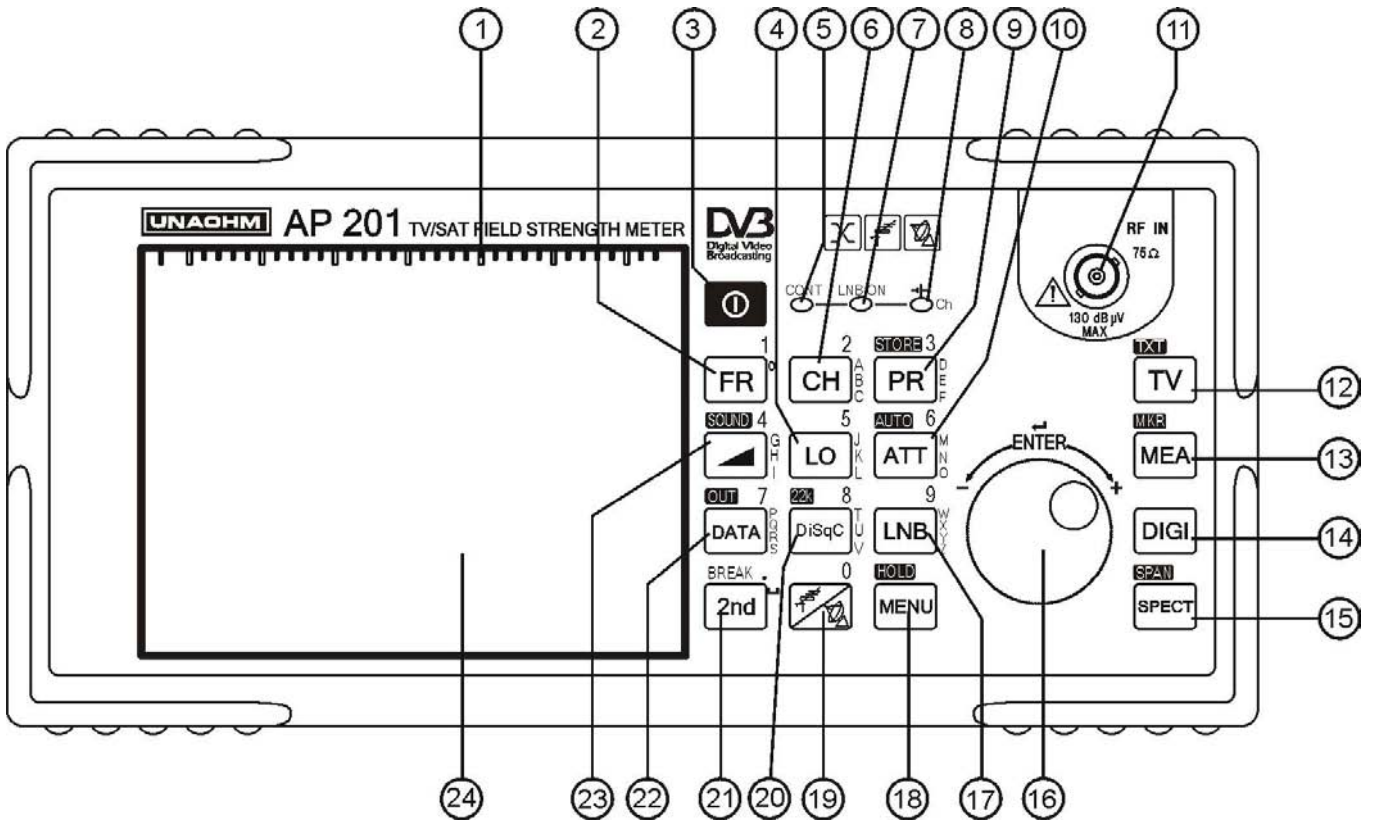 1 2 3 4 5 6 7 8 9 10 11
UNAOHM AP 201 TV/SAT FIELD STRENGTH METER
DVB
Digital Video
Broadcasting
RF IN
75Ω
130 dBµV
MAX
CONT LNB ON Ch
1 2 STORE 3
FR CH ABC PR DEF
TXT
TV 12
SOUND 4 5 AUTO 6
GHI LO JKL ATT MNO
ENTER
- +
MKR
MEA 13
OUT 7 22k 8 9
DATA PQRS DiSqC TUV LNB
DIGI 14
BREAK . 0 HOLD
2nd MENU
SPAN
SPECT 15
24 23 22 21 20 19 18 17 16